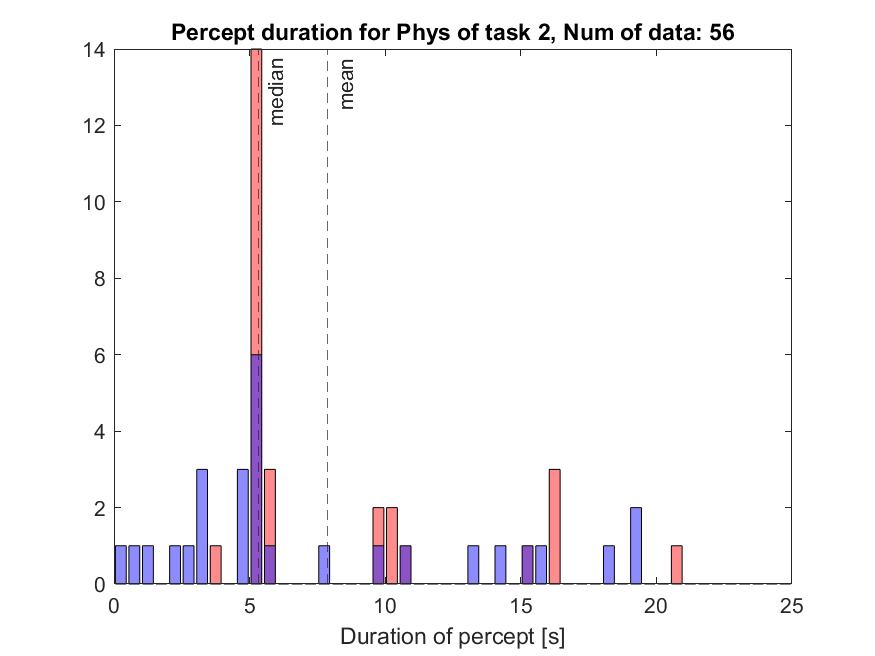 Percept duration for Phys of task 2, Num of data: 56
14
12
10
8
6
4
2
0
median
mean
0 5 10 15 20 25
Duration of percept [s]